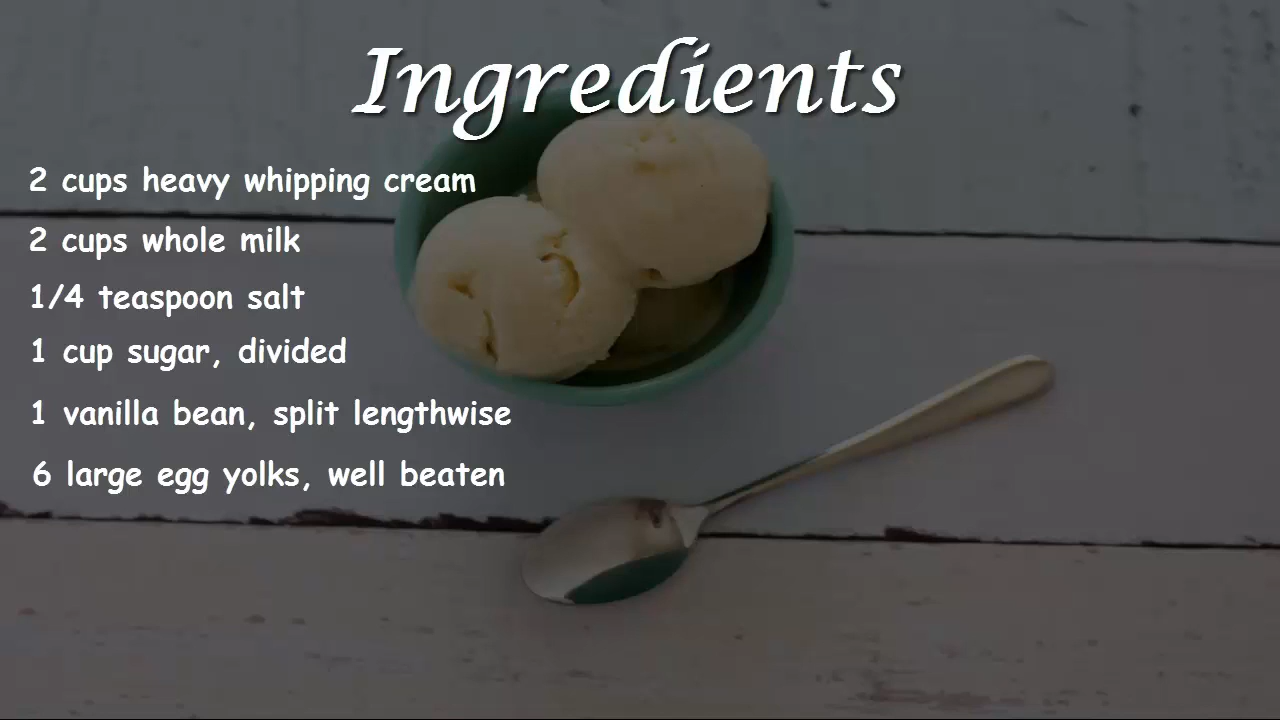 Ingredients
2 cups heavy whipping cream
2 cups whole milk
1/4 teaspoon salt
1 cup sugar, divided
1 vanilla bean, split lengthwise
6 large egg yolks, well beaten